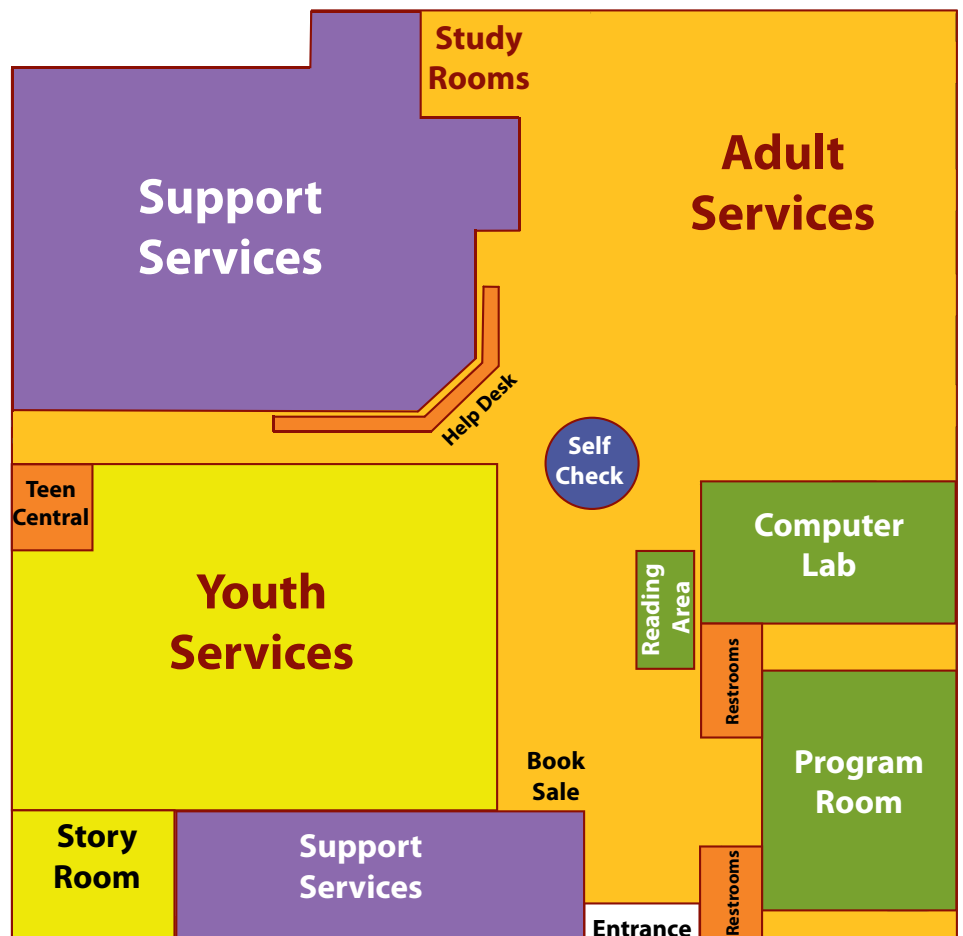 Study
Rooms
Adult
Services
Support
Services
Help Desk
Self
Check
Teen
Central
Computer
Lab
Youth
Services
Reading
Area
Restrooms
Book
Sale
Program
Room
Story
Room
Support
Services
Restrooms
Entrance